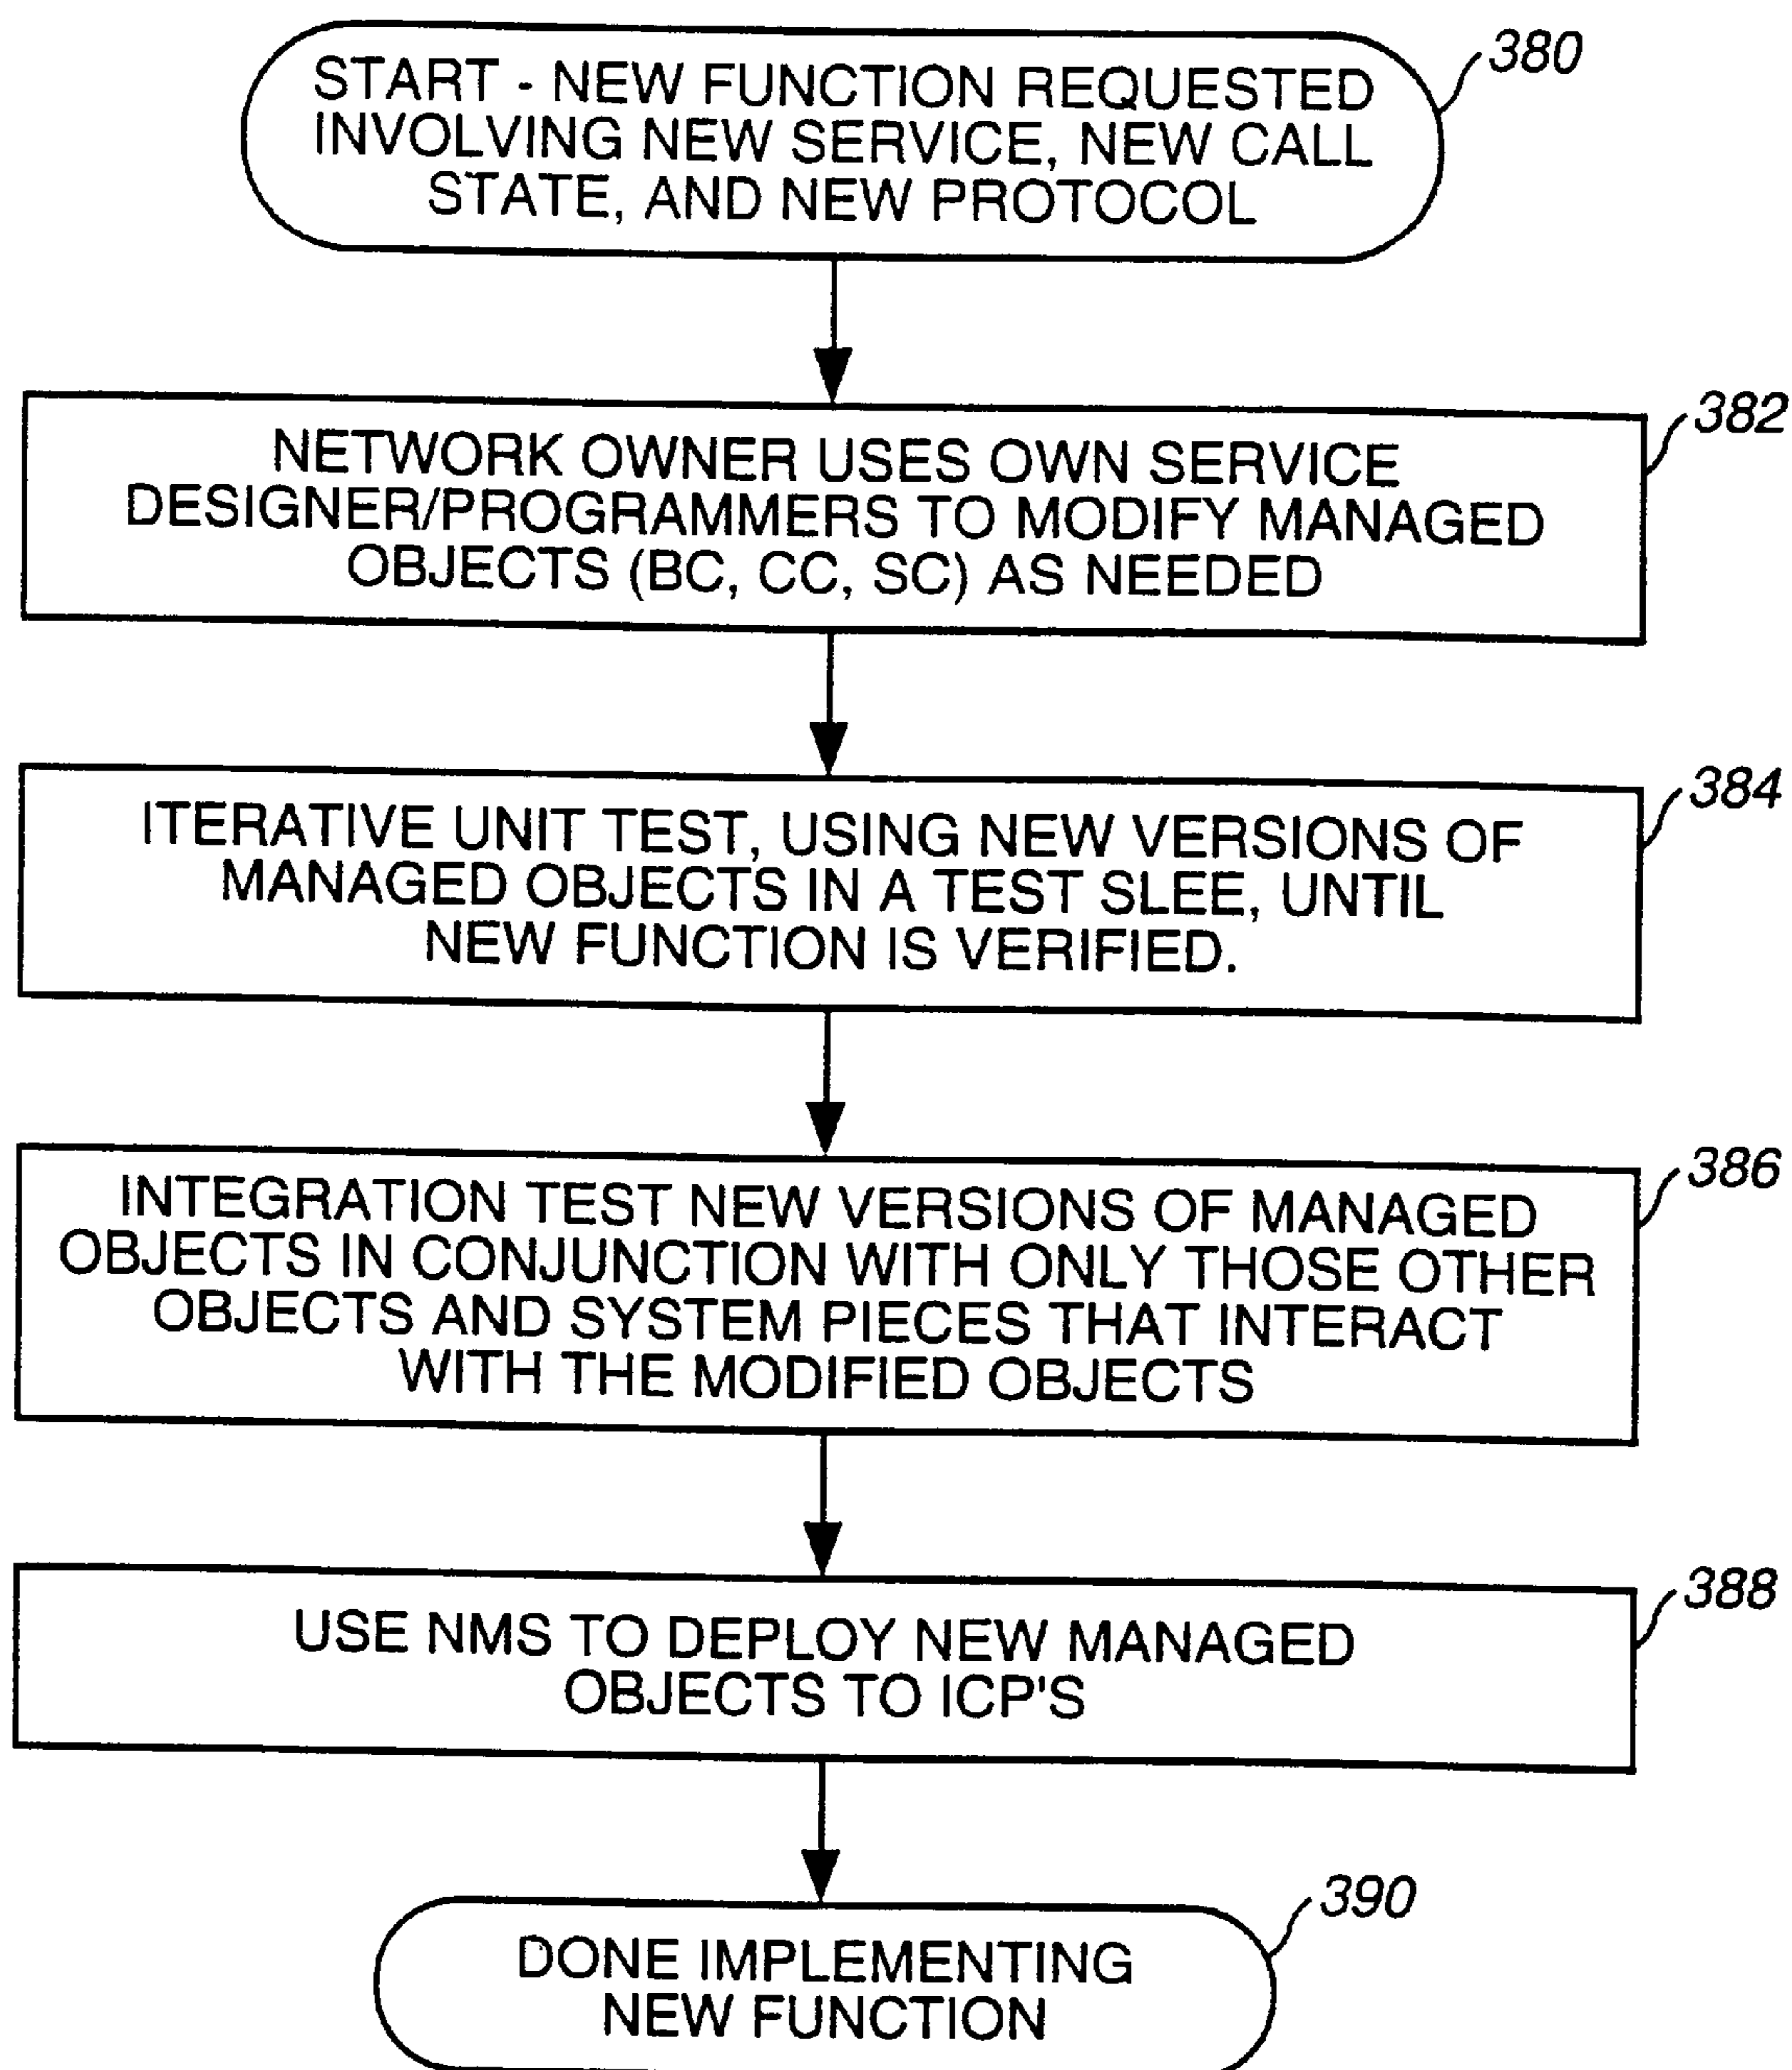 START - NEW FUNCTION REQUESTED
INVOLVING NEW SERVICE, NEW CALL
STATE, AND NEW PROTOCOL
380
NETWORK OWNER USES OWN SERVICE
DESIGNER/PROGRAMMERS TO MODIFY MANAGED
OBJECTS (BC, CC, SC) AS NEEDED
382
ITERATIVE UNIT TEST, USING NEW VERSIONS OF
MANAGED OBJECTS IN A TEST SLEE, UNTIL
NEW FUNCTION IS VERIFIED.
384
INTEGRATION TEST NEW VERSIONS OF MANAGED
OBJECTS IN CONJUNCTION WITH ONLY THOSE OTHER
OBJECTS AND SYSTEM PIECES THAT INTERACT
WITH THE MODIFIED OBJECTS
386
USE NMS TO DEPLOY NEW MANAGED
OBJECTS TO ICP'S
388
DONE IMPLEMENTING
NEW FUNCTION
390